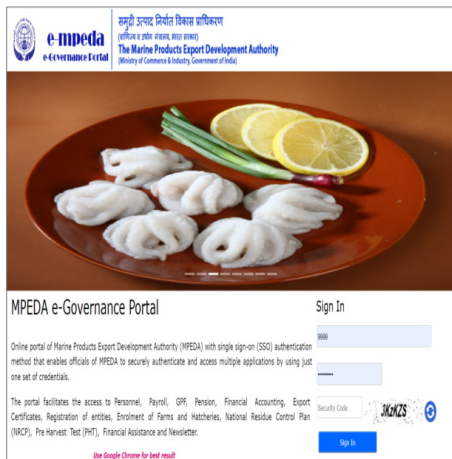 e-mpeda
e-Governance Portal
समुद्री उत्पाद निर्यात विकास प्राधिकरण
(वाणिज्य व उद्योग मंत्रालय, भारत सरकार)
The Marine Products Export Development Authority
(Ministry of Commerce & Industry, Government of India)
MPEDA e-Governance Portal
Online portal of Marine Products Export Development Authority (MPEDA) with single sign-on (SSO) authentication
method that enables officials of MPEDA to securely authenticate and access multiple applications by using just
one set of credentials.
The portal facilitates the access to Personnel, Payroll, GPF, Pension, Financial Accounting, Export
Certificates, Registration of entities, Enrolment of Farms and Hatcheries, National Residue Control Plan
(NRCP), Pre Harvest Test (PHT), Financial Assistance and Newsletter.
Use Google Chrome for best result
Sign In
9999
Security Code
3K2KZS
Sign In